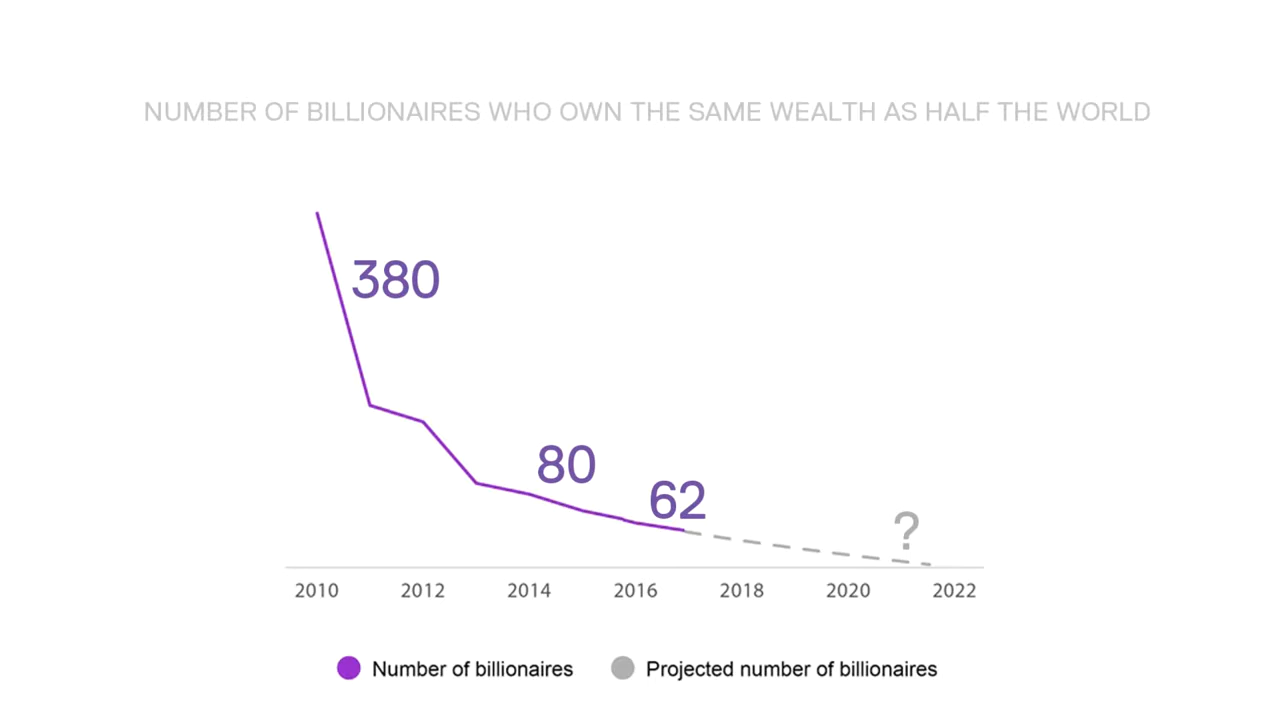 NUMBER OF BILLIONAIRES WHO OWN THE SAME WEALTH AS HALF THE WORLD
380
80
62
?
2010 2012 2014 2016 2018 2020 2022
Number of billionaires Projected number of billionaires